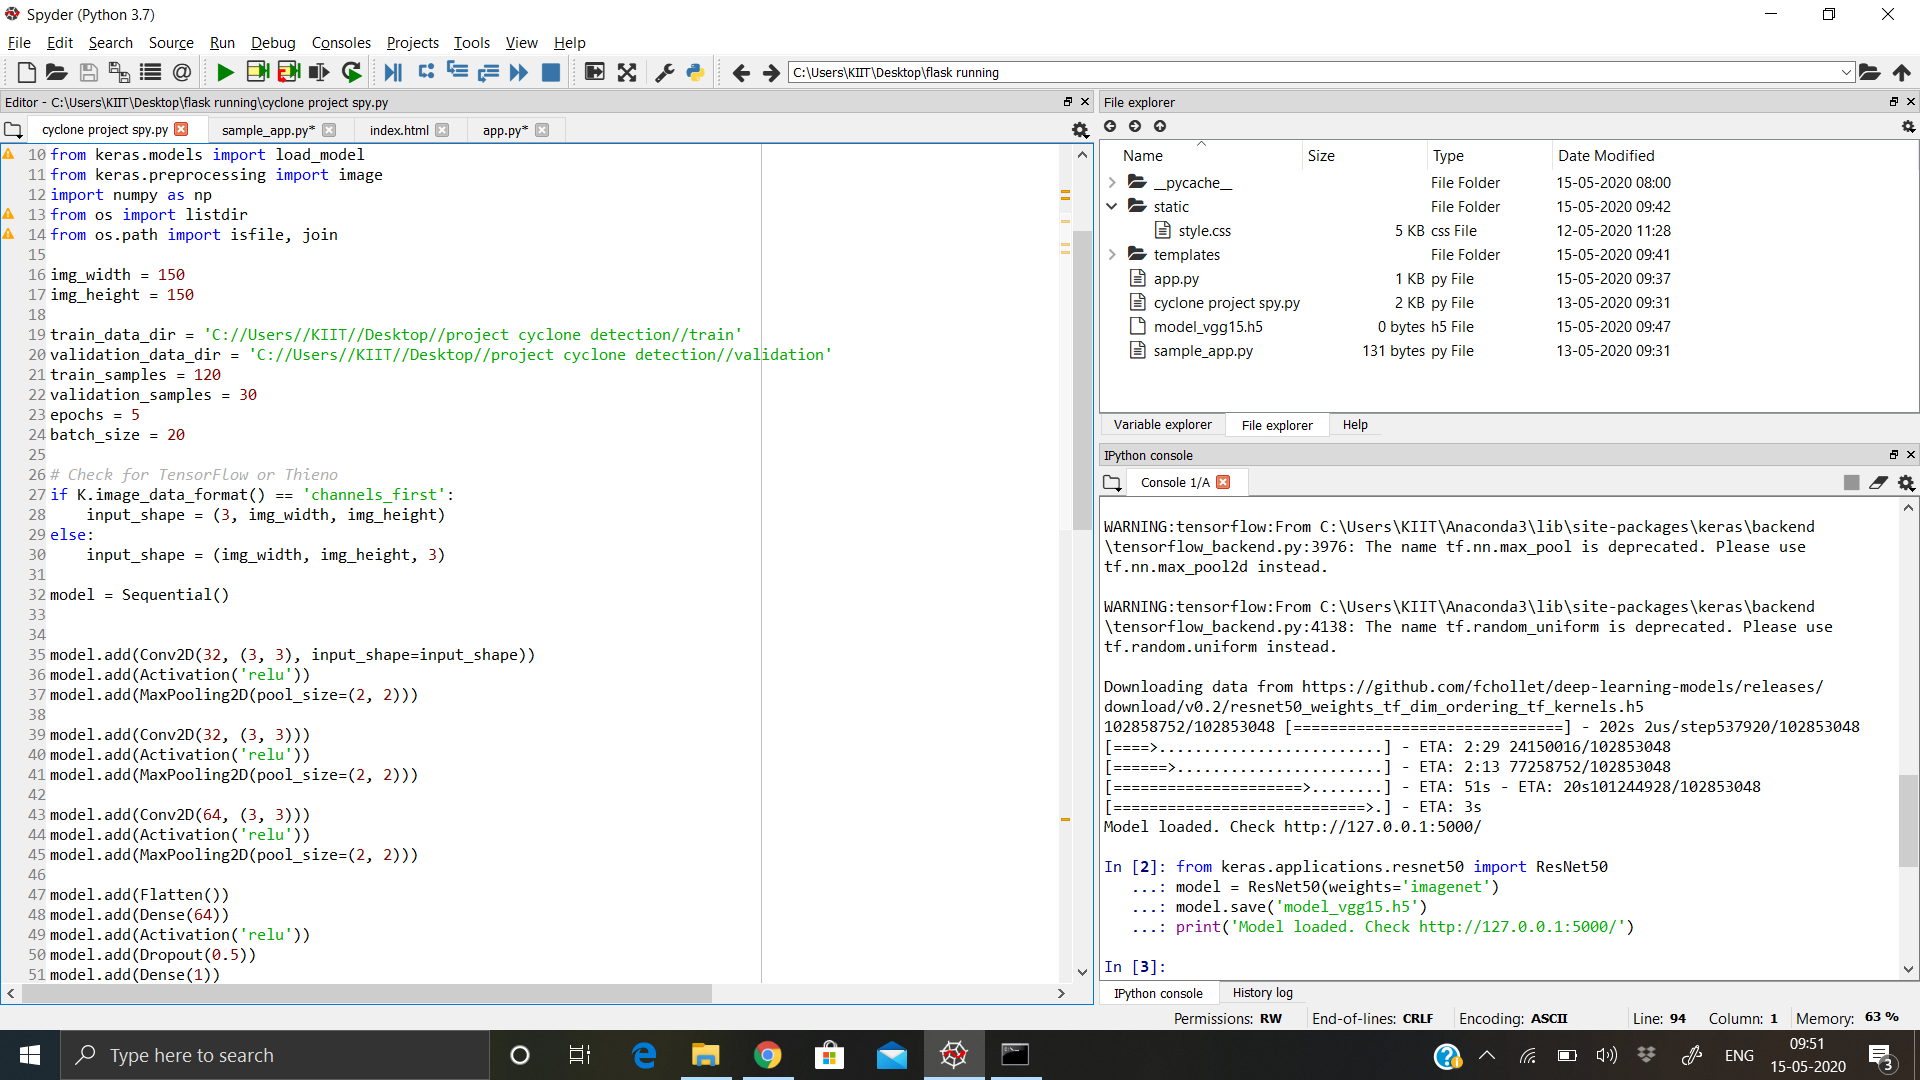 Spyder (Python 3.7)
File Edit Search Source Run Debug Consoles Projects Tools View Help
C:\Users\KIIT\Desktop\flask running
Editor - C:\Users\KIIT\Desktop\flask running\cyclone project spy.py
cyclone project spy.py sample_app.py* index.html app.py*
10 from keras.models import load_model
11 from keras.preprocessing import image
12 import numpy as np
13 from os import listdir
14 from os.path import isfile, join
15
16 img_width = 150
17 img_height = 150
18
19 train_data_dir = 'C://Users//KIIT//Desktop//project cyclone detection//train'
20 validation_data_dir = 'C://Users//KIIT//Desktop//project cyclone detection//validation'
21 train_samples = 120
22 validation_samples = 30
23 epochs = 5
24 batch_size = 20
25
26 # Check for TensorFlow or Thieno
27 if K.image_data_format() == 'channels_first':
28     input_shape = (3, img_width, img_height)
29 else:
30     input_shape = (img_width, img_height, 3)
31
32 model = Sequential()
33
34
35 model.add(Conv2D(32, (3, 3), input_shape=input_shape))
36 model.add(Activation('relu'))
37 model.add(MaxPooling2D(pool_size=(2, 2)))
38
39 model.add(Conv2D(32, (3, 3)))
40 model.add(Activation('relu'))
41 model.add(MaxPooling2D(pool_size=(2, 2)))
42
43 model.add(Conv2D(64, (3, 3)))
44 model.add(Activation('relu'))
45 model.add(MaxPooling2D(pool_size=(2, 2)))
46
47 model.add(Flatten())
48 model.add(Dense(64))
49 model.add(Activation('relu'))
50 model.add(Dropout(0.5))
51 model.add(Dense(1))
File explorer
Name Size Type Date Modified
__pycache__ File Folder 15-05-2020 08:00
static File Folder 15-05-2020 09:42
style.css 5 KB css File 12-05-2020 11:28
templates File Folder 15-05-2020 09:41
app.py 1 KB py File 15-05-2020 09:37
cyclone project spy.py 2 KB py File 13-05-2020 09:31
model_vgg15.h5 0 bytes h5 File 15-05-2020 09:47
sample_app.py 131 bytes py File 13-05-2020 09:31
Variable explorer File explorer Help
IPython console
Console 1/A
WARNING:tensorflow:From C:\Users\KIIT\Anaconda3\lib\site-packages\keras\backend
\tensorflow_backend.py:3976: The name tf.nn.max_pool is deprecated. Please use
tf.nn.max_pool2d instead.
WARNING:tensorflow:From C:\Users\KIIT\Anaconda3\lib\site-packages\keras\backend
\tensorflow_backend.py:4138: The name tf.random_uniform is deprecated. Please use
tf.random.uniform instead.
Downloading data from https://github.com/fchollet/deep-learning-models/releases/
download/v0.2/resnet50_weights_tf_dim_ordering_tf_kernels.h5
102858752/102853048 [==============================] - 202s 2us/step537920/102853048
[====>.........................] - ETA: 2:29 24150016/102853048
[======>.......................] - ETA: 2:13 77258752/102853048
[=====================>........] - ETA: 51s - ETA: 20s101244928/102853048
[============================>.] - ETA: 3s
Model loaded. Check http://127.0.0.1:5000/
In [2]: from keras.applications.resnet50 import ResNet50
...: model = ResNet50(weights='imagenet')
...: model.save('model_vgg15.h5')
...: print('Model loaded. Check http://127.0.0.1:5000/')
In [3]:
IPython console History log
Permissions: RW End-of-lines: CRLF Encoding: ASCII Line: 94 Column: 1 Memory: 63 %
Type here to search
ENG
09:51
15-05-2020
3